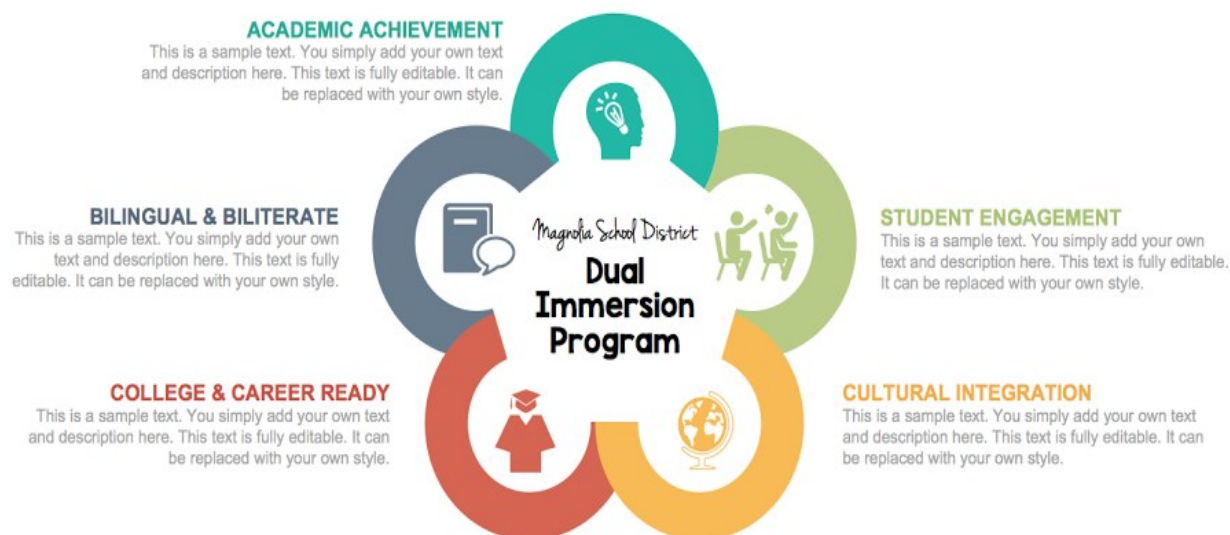 ACADEMIC ACHIEVEMENT
This is a sample text. You simply add your own text
and description here. This text is fully editable. It can
be replaced with your own style.
BILINGUAL & BILITERATE
This is a sample text. You simply add your own
text and description here. This text is fully
editable. It can be replaced with your own style.
Magnolia School District
Dual
Immersion
Program
STUDENT ENGAGEMENT
This is a sample text. You simply add your own
text and description here. This text is fully editable.
It can be replaced with your own style.
COLLEGE & CAREER READY
This is a sample text. You simply add your own text
and description here. This text is fully editable. It can
be replaced with your own style.
CULTURAL INTEGRATION
This is a sample text. You simply add your own text
and description here. This text is fully editable. It can
be replaced with your own style.